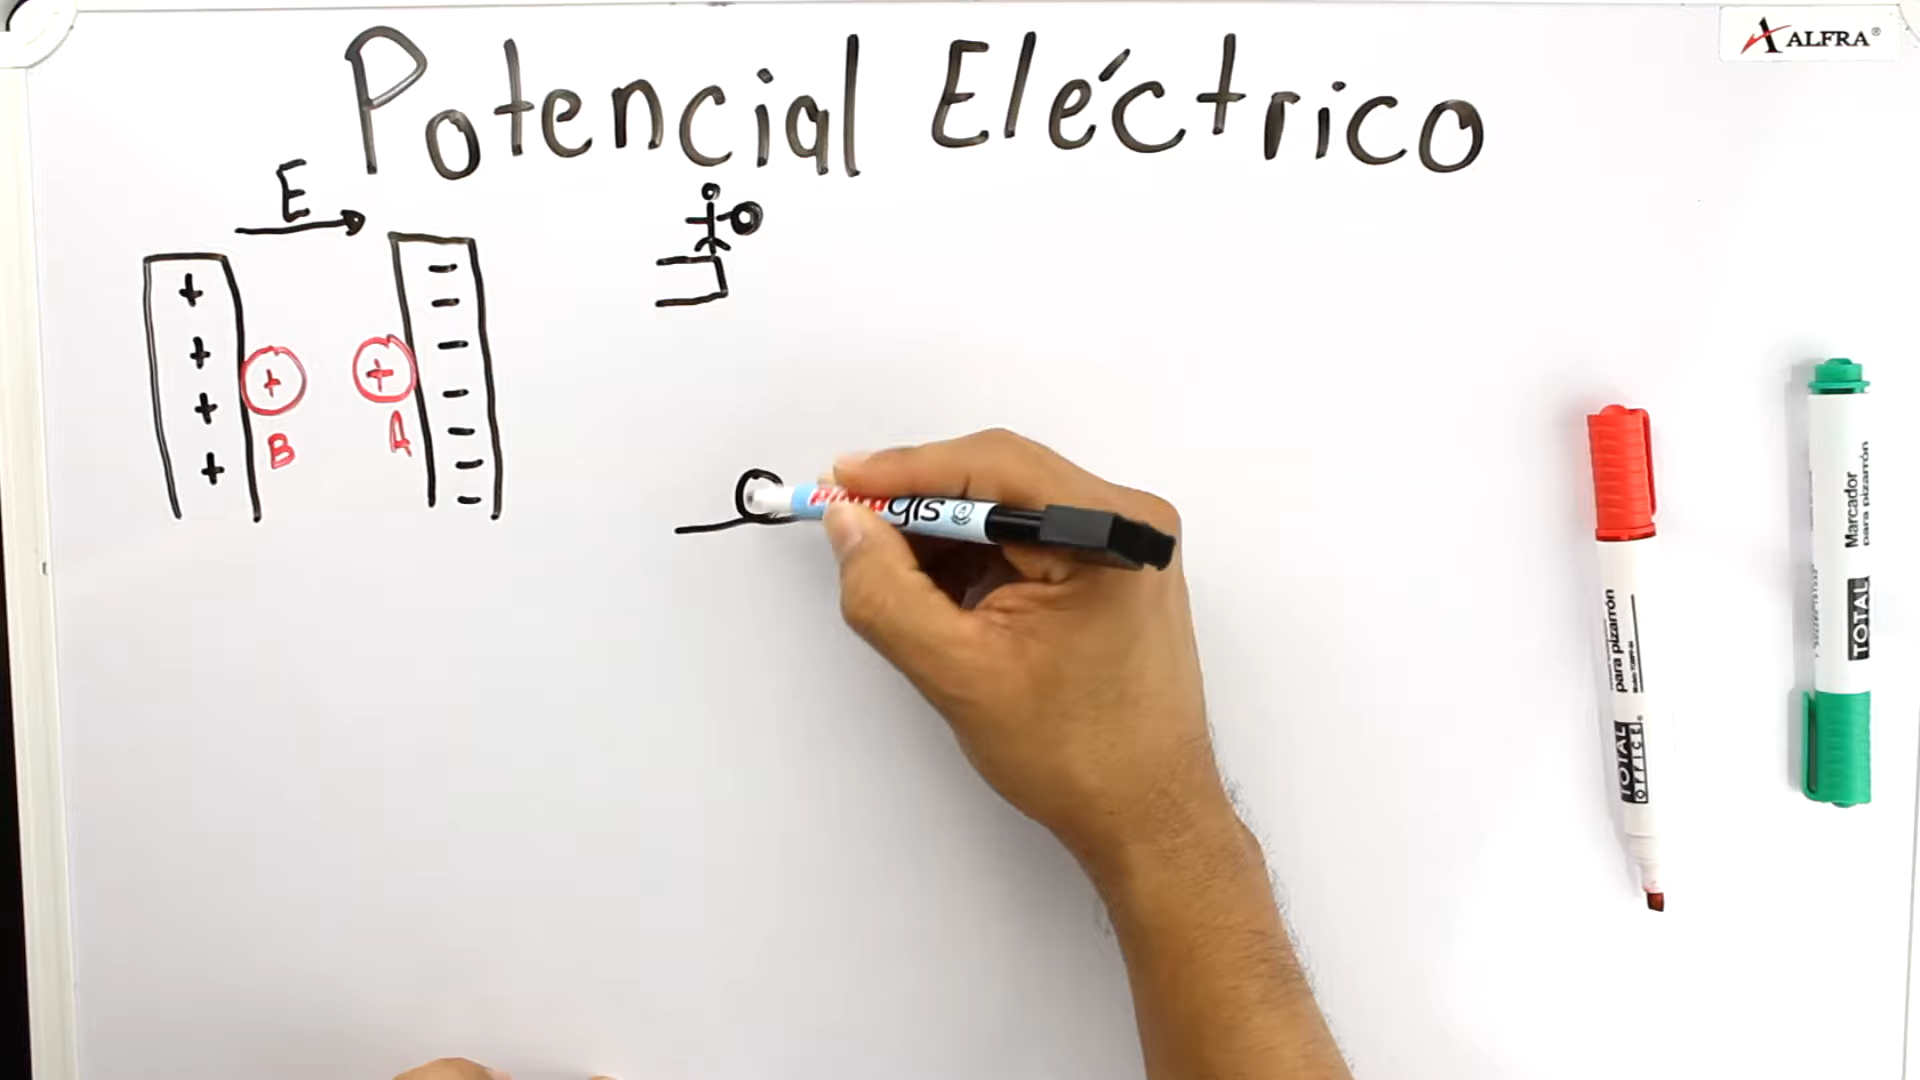 Potencial Eléctrico
ALFRA®
E
+
+
+
+
−
−
−
−
−
−
−
+
B
+
A
gis
para pizarrón
TOTAL
OFFICE
Marcador
para pizarrón
TOTAL